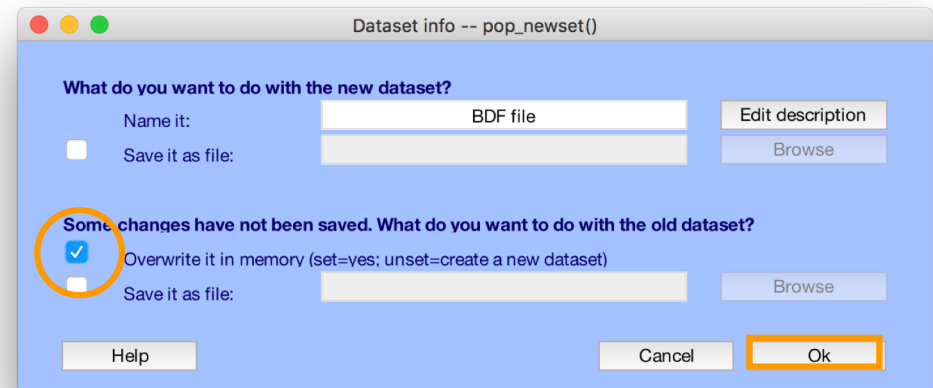 Dataset info -- pop_newset()
What do you want to do with the new dataset?
Name it: BDF file Edit description
Save it as file: Browse
Some changes have not been saved. What do you want to do with the old dataset?
Overwrite it in memory (set=yes; unset=create a new dataset)
Save it as file: Browse
Help Cancel Ok